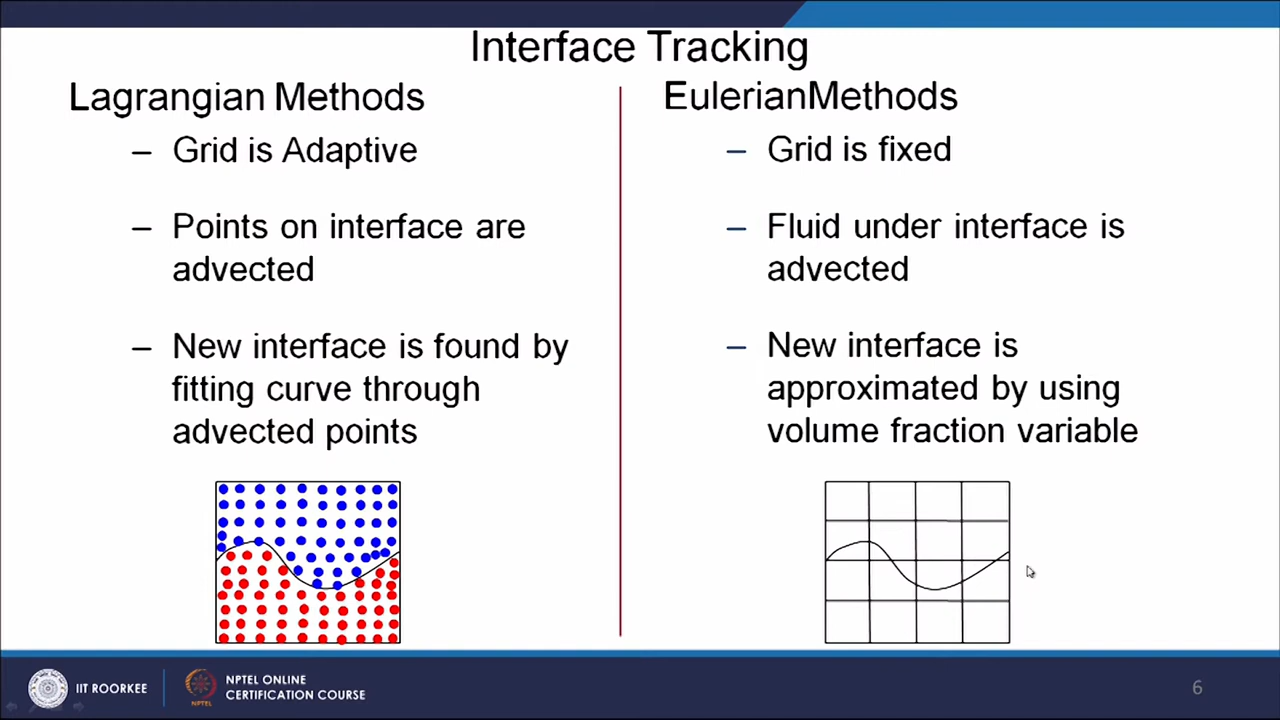 Interface Tracking
Lagrangian Methods
– Grid is Adaptive
– Points on interface are
advected
– New interface is found by
fitting curve through
advected points
EulerianMethods
– Grid is fixed
– Fluid under interface is
advected
– New interface is
approximated by using
volume fraction variable
IIT ROORKEE
NPTEL
NPTEL ONLINE
CERTIFICATION COURSE
6